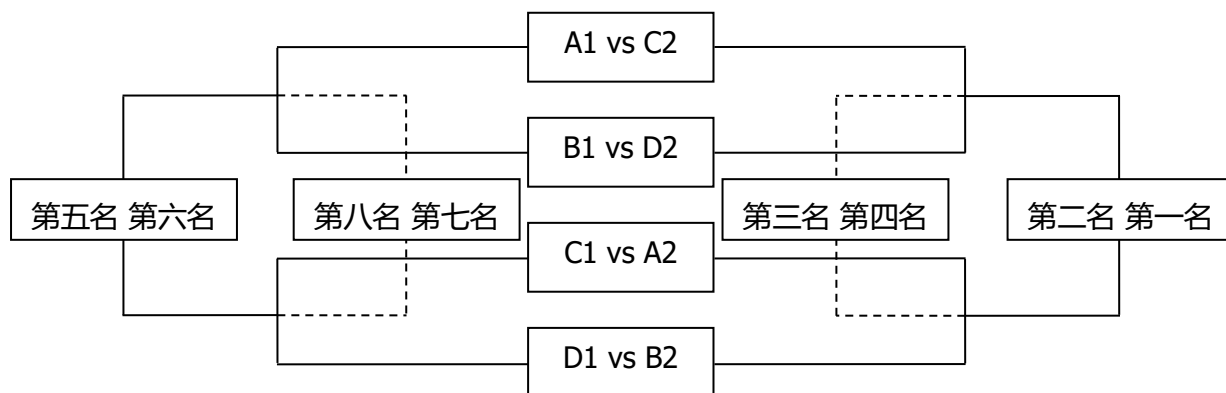 A1 vs C2
B1 vs D2
第五名 第六名
第八名 第七名
第三名 第四名
第二名 第一名
C1 vs A2
D1 vs B2